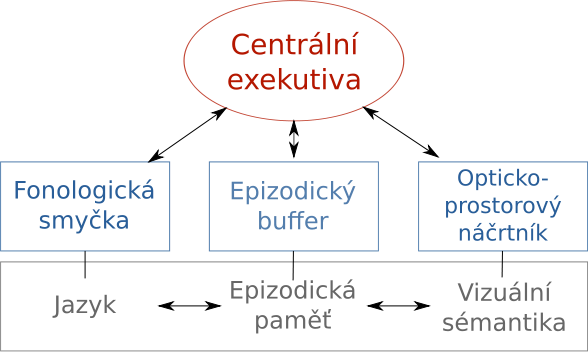 Centrální
exekutiva
Fonologická
smyčka
Epizodický
buffer
Opticko-
prostorový
náčrtník
Jazyk
Epizodická
paměť
Vizuální
sémantika